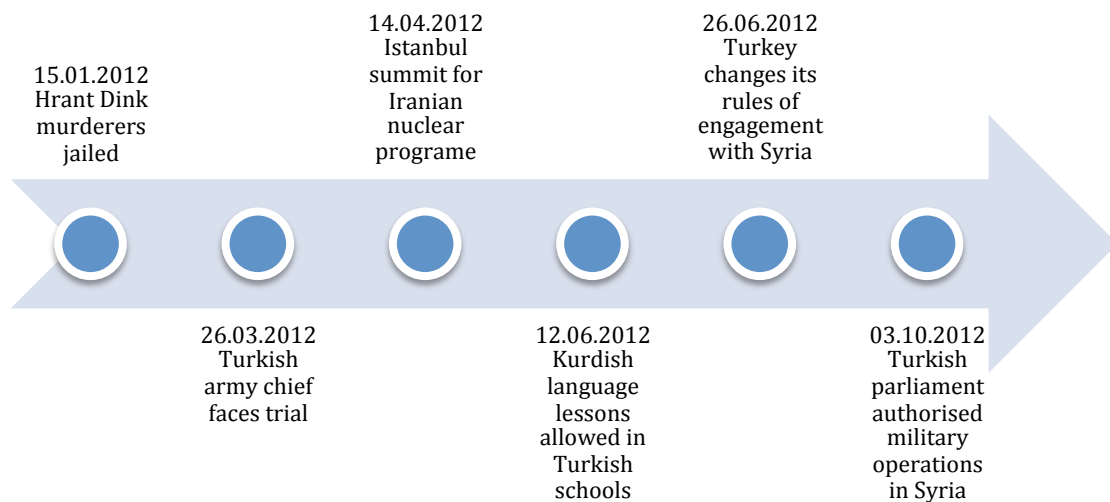 15.01.2012
Hrant Dink
murderers
jailed
26.03.2012
Turkish
army chief
faces trial
14.04.2012
Istanbul
summit for
Iranian
nuclear
programe
12.06.2012
Kurdish
language
lessons
allowed in
Turkish
schools
26.06.2012
Turkey
changes its
rules of
engagement
with Syria
03.10.2012
Turkish
parliament
authorised
military
operations
in Syria